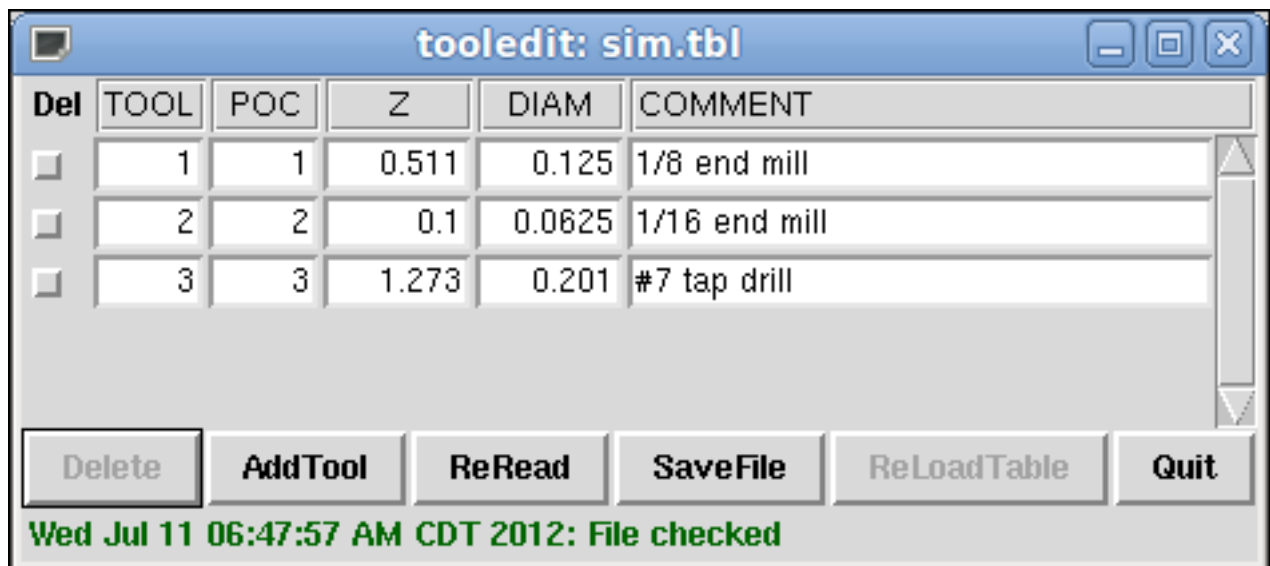 tooledit: sim.tbl
Del TOOL POC Z DIAM COMMENT
1 1 0.511 0.125 1/8 end mill
2 2 0.1 0.0625 1/16 end mill
3 3 1.273 0.201 #7 tap drill
Delete AddTool ReRead SaveFile ReLoadTable Quit
Wed Jul 11 06:47:57 AM CDT 2012: File checked